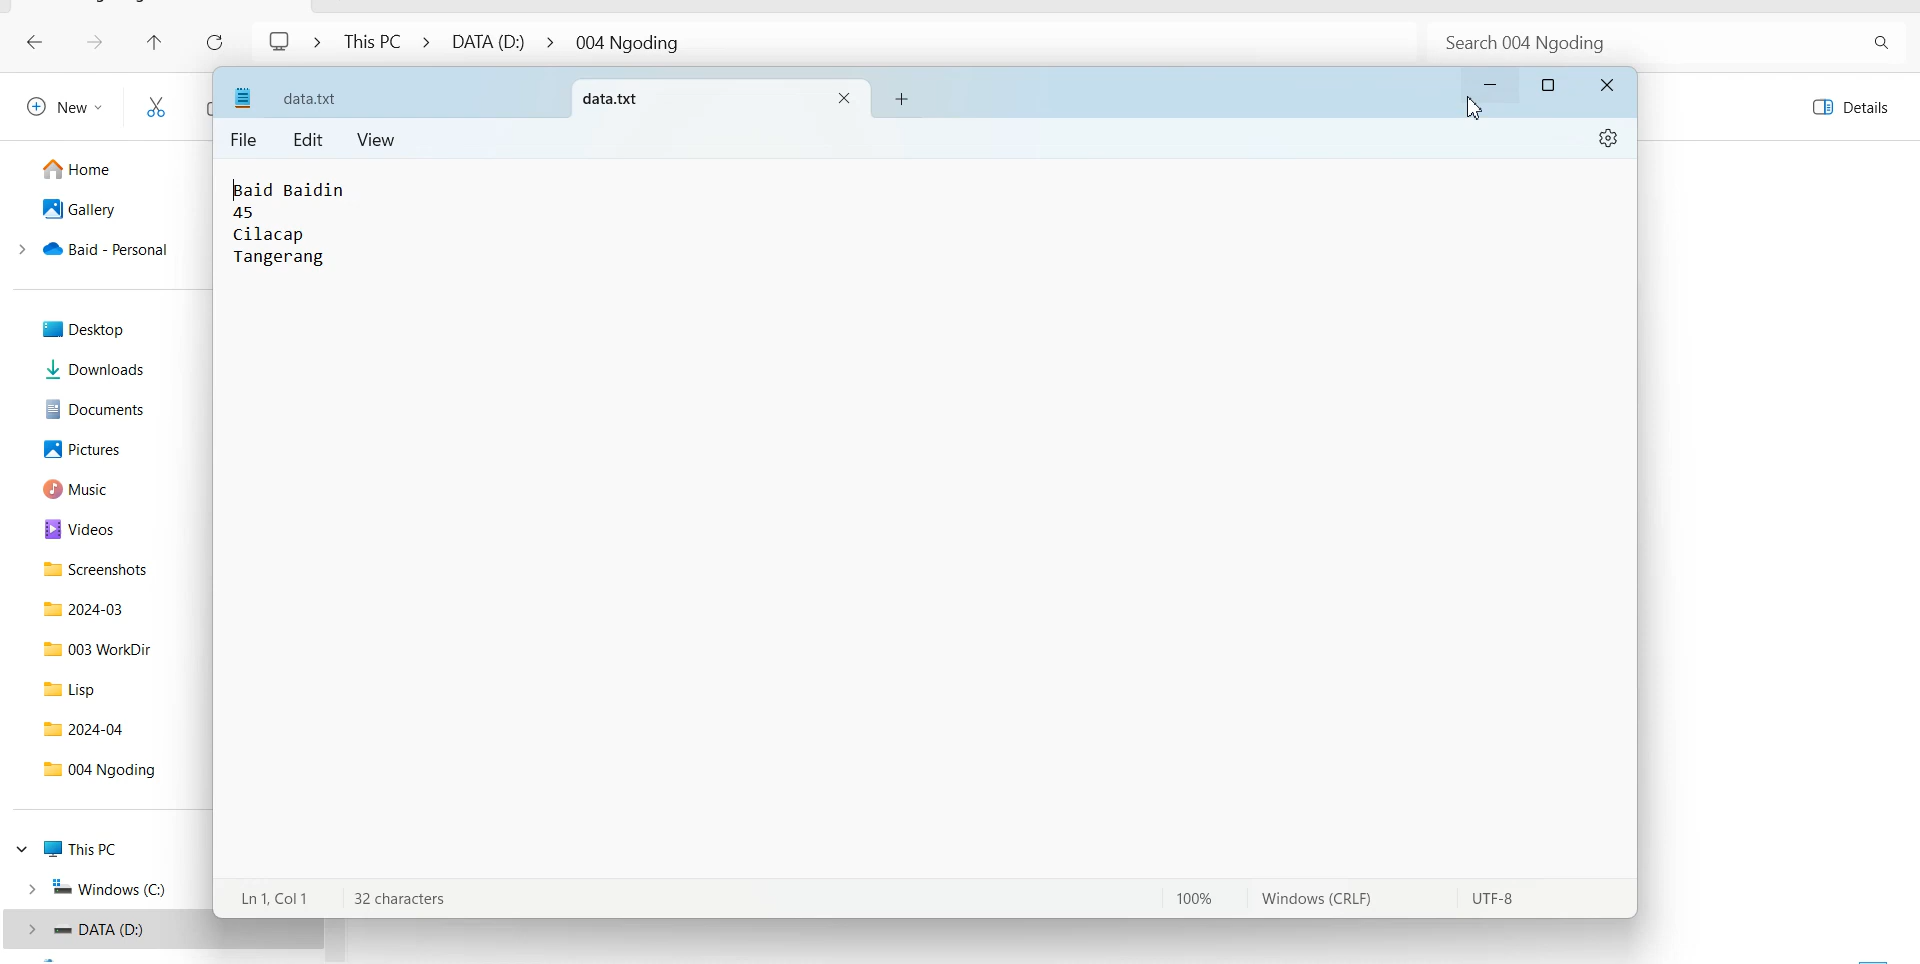 This PC > DATA (D:) > 004 Ngoding
Search 004 Ngoding
New
Details
data.txt
data.txt
File Edit View
Baid Baidin
45
Cilacap
Tangerang
Home
Gallery
Baid - Personal
Desktop
Downloads
Documents
Pictures
Music
Videos
Screenshots
2024-03
003 WorkDir
Lisp
2024-04
004 Ngoding
This PC
Windows (C:)
DATA (D:)
Ln 1, Col 1
32 characters
100%
Windows (CRLF)
UTF-8